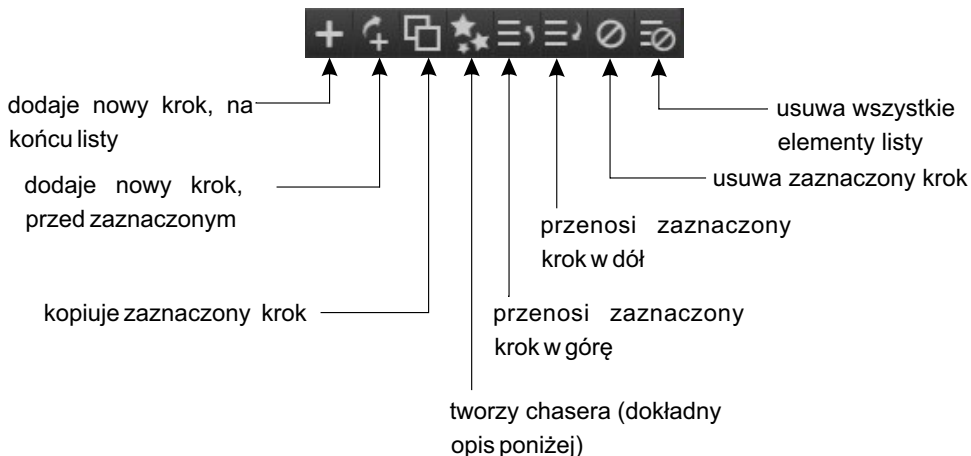 dodaje nowy krok, na
końcu listy
dodaje nowy krok,
przed zaznaczonym
kopiuje zaznaczony krok
tworzy chasera (dokładny
opis poniżej)
przenosi zaznaczony
krok w górę
przenosi zaznaczony
krok w dół
usuwa zaznaczony krok
usuwa wszystkie
elementy listy